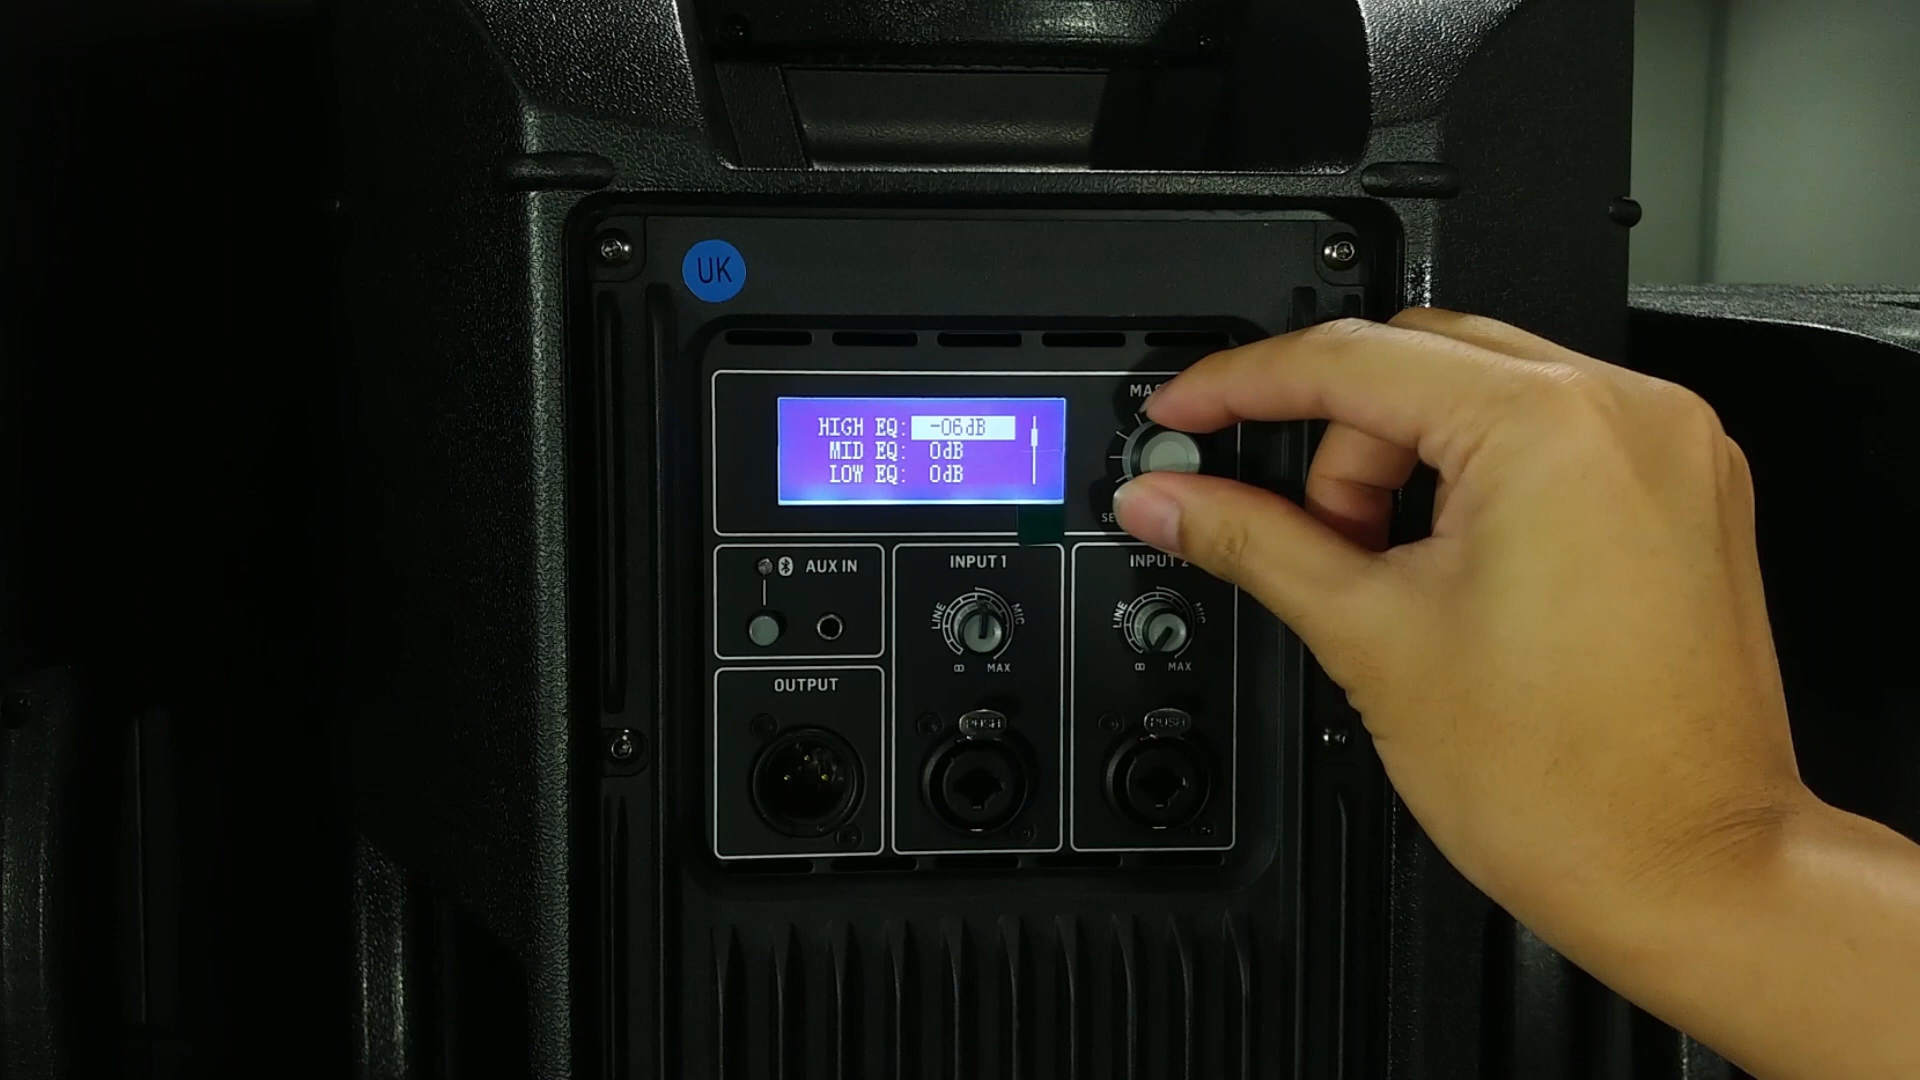 UK
HIGH EQ: -06dB
MID EQ: 0dB
LOW EQ: 0dB
AUX IN
INPUT 1
LINE
MIC
∞
MAX
PUSH
INPUT 2
LINE
MIC
∞
MAX
PUSH
OUTPUT